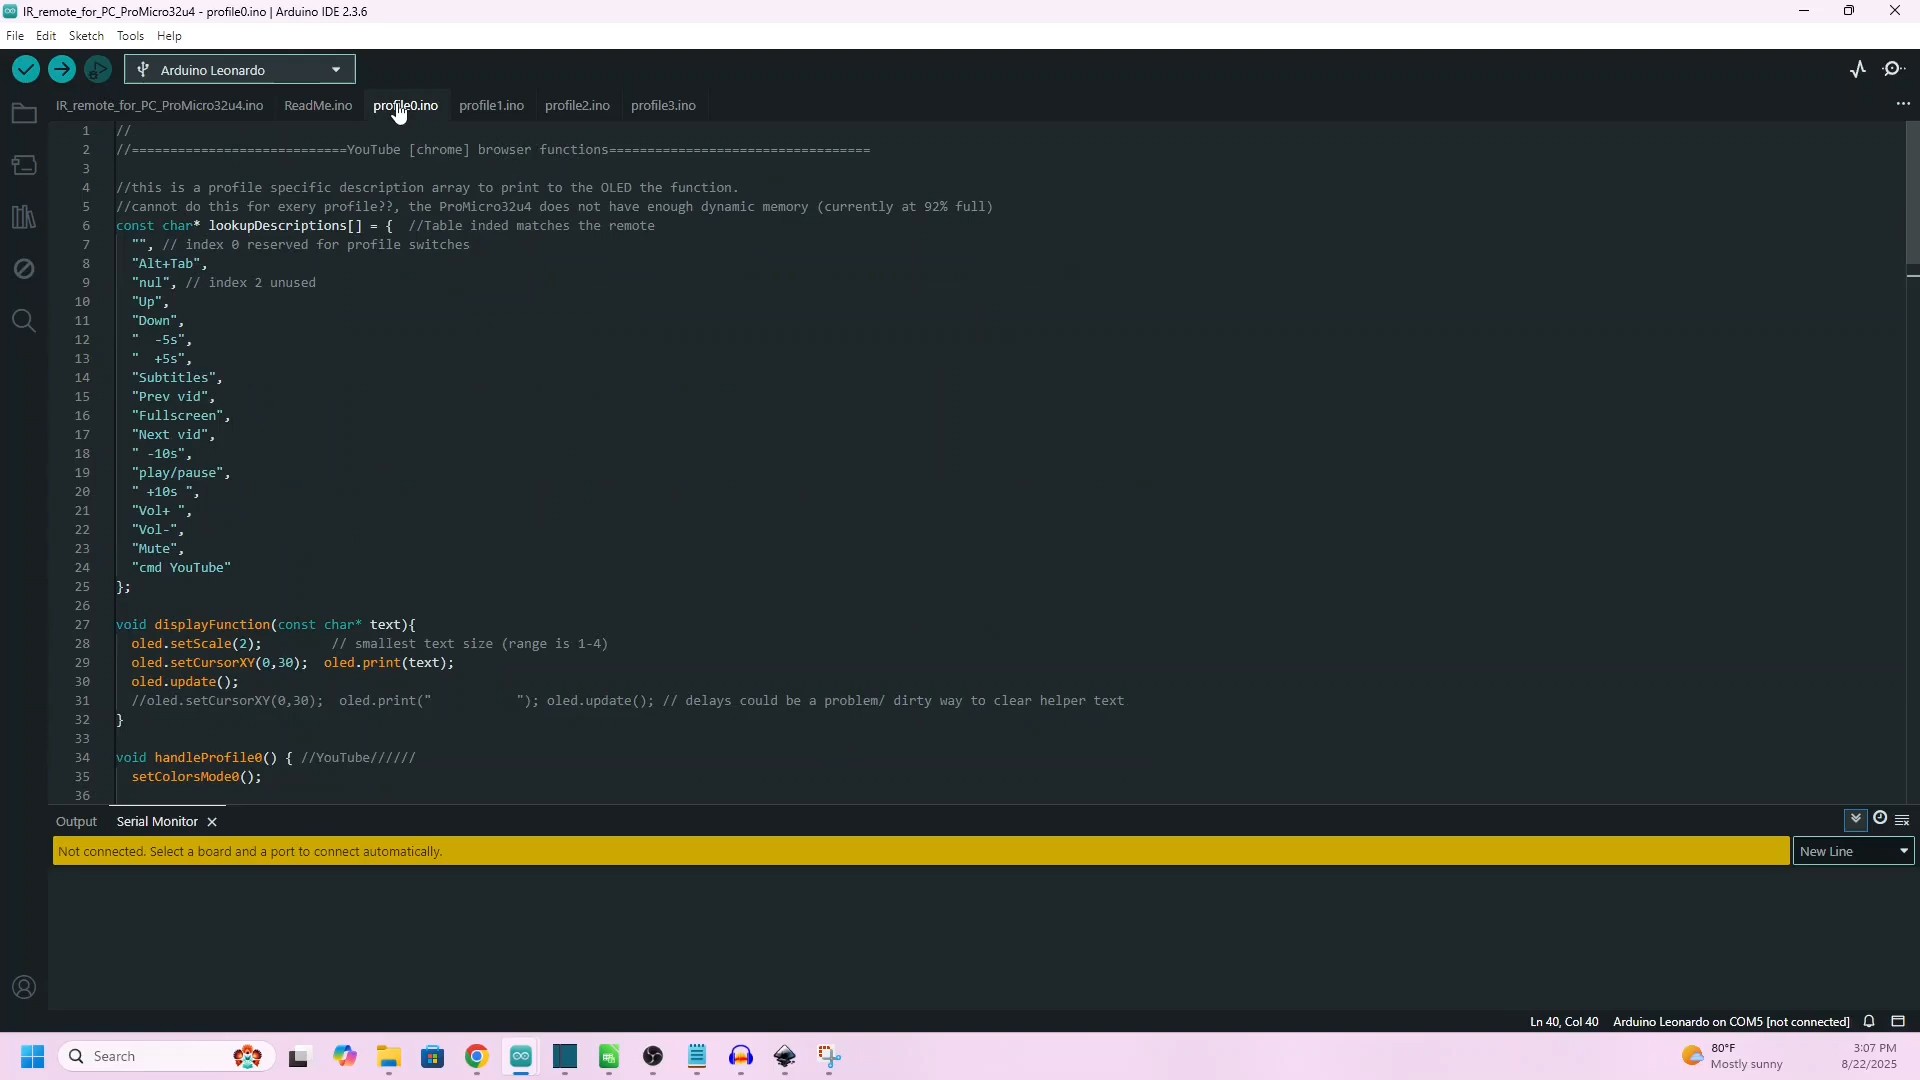 IR_remote_for_PC_ProMicro32u4 - profile0.ino | Arduino IDE 2.3.6
File Edit Sketch Tools Help
Arduino Leonardo
IR_remote_for_PC_ProMicro32u4.ino ReadMe.ino profile0.ino profile1.ino profile2.ino profile3.ino
1 //
2 //============================YouTube [chrome] browser functions==================================
3
4 //this is a profile specific description array to print to the OLED the function.
5 //cannot do this for exery profile??, the ProMicro32u4 does not have enough dynamic memory (currently at 92% full)
6 const char* lookupDescriptions[] = { //Table inded matches the remote
7 "", // index 0 reserved for profile switches
8 "Alt+Tab",
9 "nul", // index 2 unused
10 "Up",
11 "Down",
12 " -5s",
13 " +5s",
14 "Subtitles",
15 "Prev vid",
16 "Fullscreen",
17 "Next vid",
18 " -10s",
19 "play/pause",
20 " +10s ",
21 "Vol+ ",
22 "Vol-",
23 "Mute",
24 "cmd YouTube"
25 };
26
27 void displayFunction(const char* text){
28 oled.setScale(2); // smallest text size (range is 1-4)
29 oled.setCursorXY(0,30); oled.print(text);
30 oled.update();
31 //oled.setCursorXY(0,30); oled.print(" "); oled.update(); // delays could be a problem/ dirty way to clear helper text
32 }
33
34 void handleProfile0() { //YouTube//////
35 setColorsMode0();
36
Output Serial Monitor
Not connected. Select a board and a port to connect automatically.
New Line
Ln 40, Col 40 Arduino Leonardo on COM5 [not connected]
Search
80°F
Mostly sunny
3:07 PM
8/22/2025